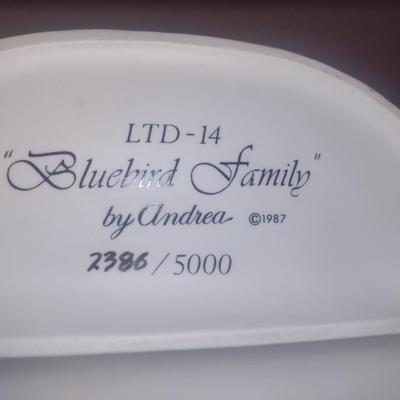 LTD-14
"Bluebird Family"
by Andrea ©1987
2386/5000